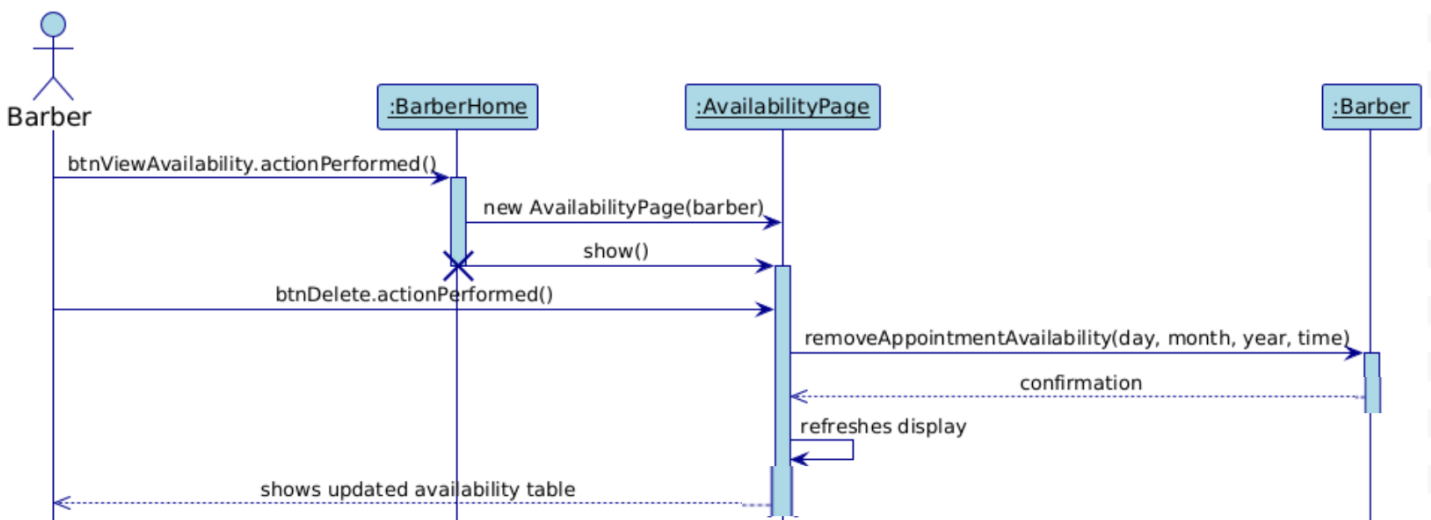 Barber
:BarberHome
:AvailabilityPage
:Barber
btnViewAvailability.actionPerformed()
new AvailabilityPage(barber)
show()
btnDelete.actionPerformed()
removeAppointmentAvailability(day, month, year, time)
confirmation
refreshes display
shows updated availability table